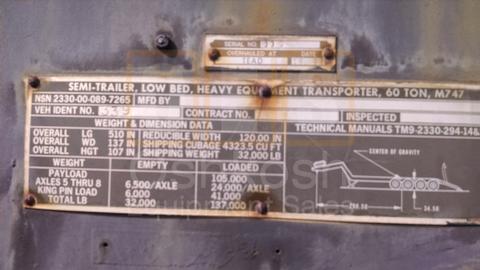 SERIAL NO. 339
OVERHAULED AT DATE
TEAD
SEMI-TRAILER, LOW BED, HEAVY EQUIPMENT TRANSPORTER, 60 TON, M747
NSN 2330-00-089-7265 MFD BY
VEH IDENT NO. 339 CONTRACT NO. INSPECTED
WEIGHT & DIMENSION DATA TECHNICAL MANUALS TM9-2330-294-14&
OVERALL LG 510 IN REDUCIBLE WIDTH 120.00 IN
OVERALL WD 137 IN SHIPPING CUBAGE 4323.5 CU FT
OVERALL HGT 107 IN SHIPPING WEIGHT 32,000 LB
CENTER OF GRAVITY
WEIGHT EMPTY LOADED
PAYLOAD 105,000
AXLES 5 THRU 8 6,500/AXLE 24,000/AXLE
KING PIN LOAD 6,000 41,000
TOTAL LB 32,000 137,000
Equipment Sales